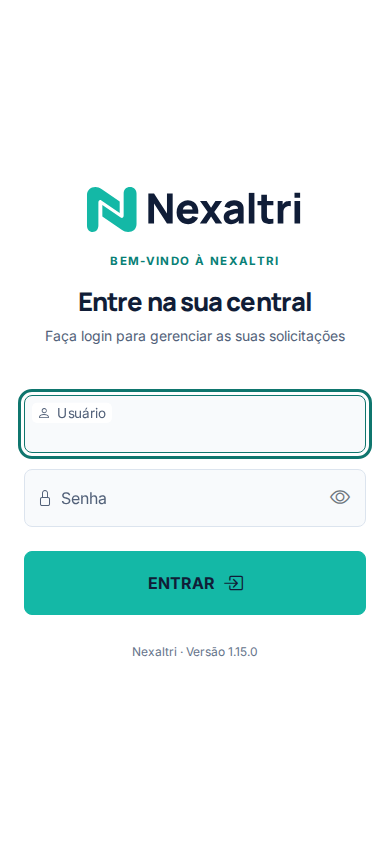 Nexaltri
BEM-VINDO À NEXALTRI
Entre na sua central
Faça login para gerenciar as suas solicitações
Usuário
Senha
ENTRAR
Nexaltri · Versão 1.15.0